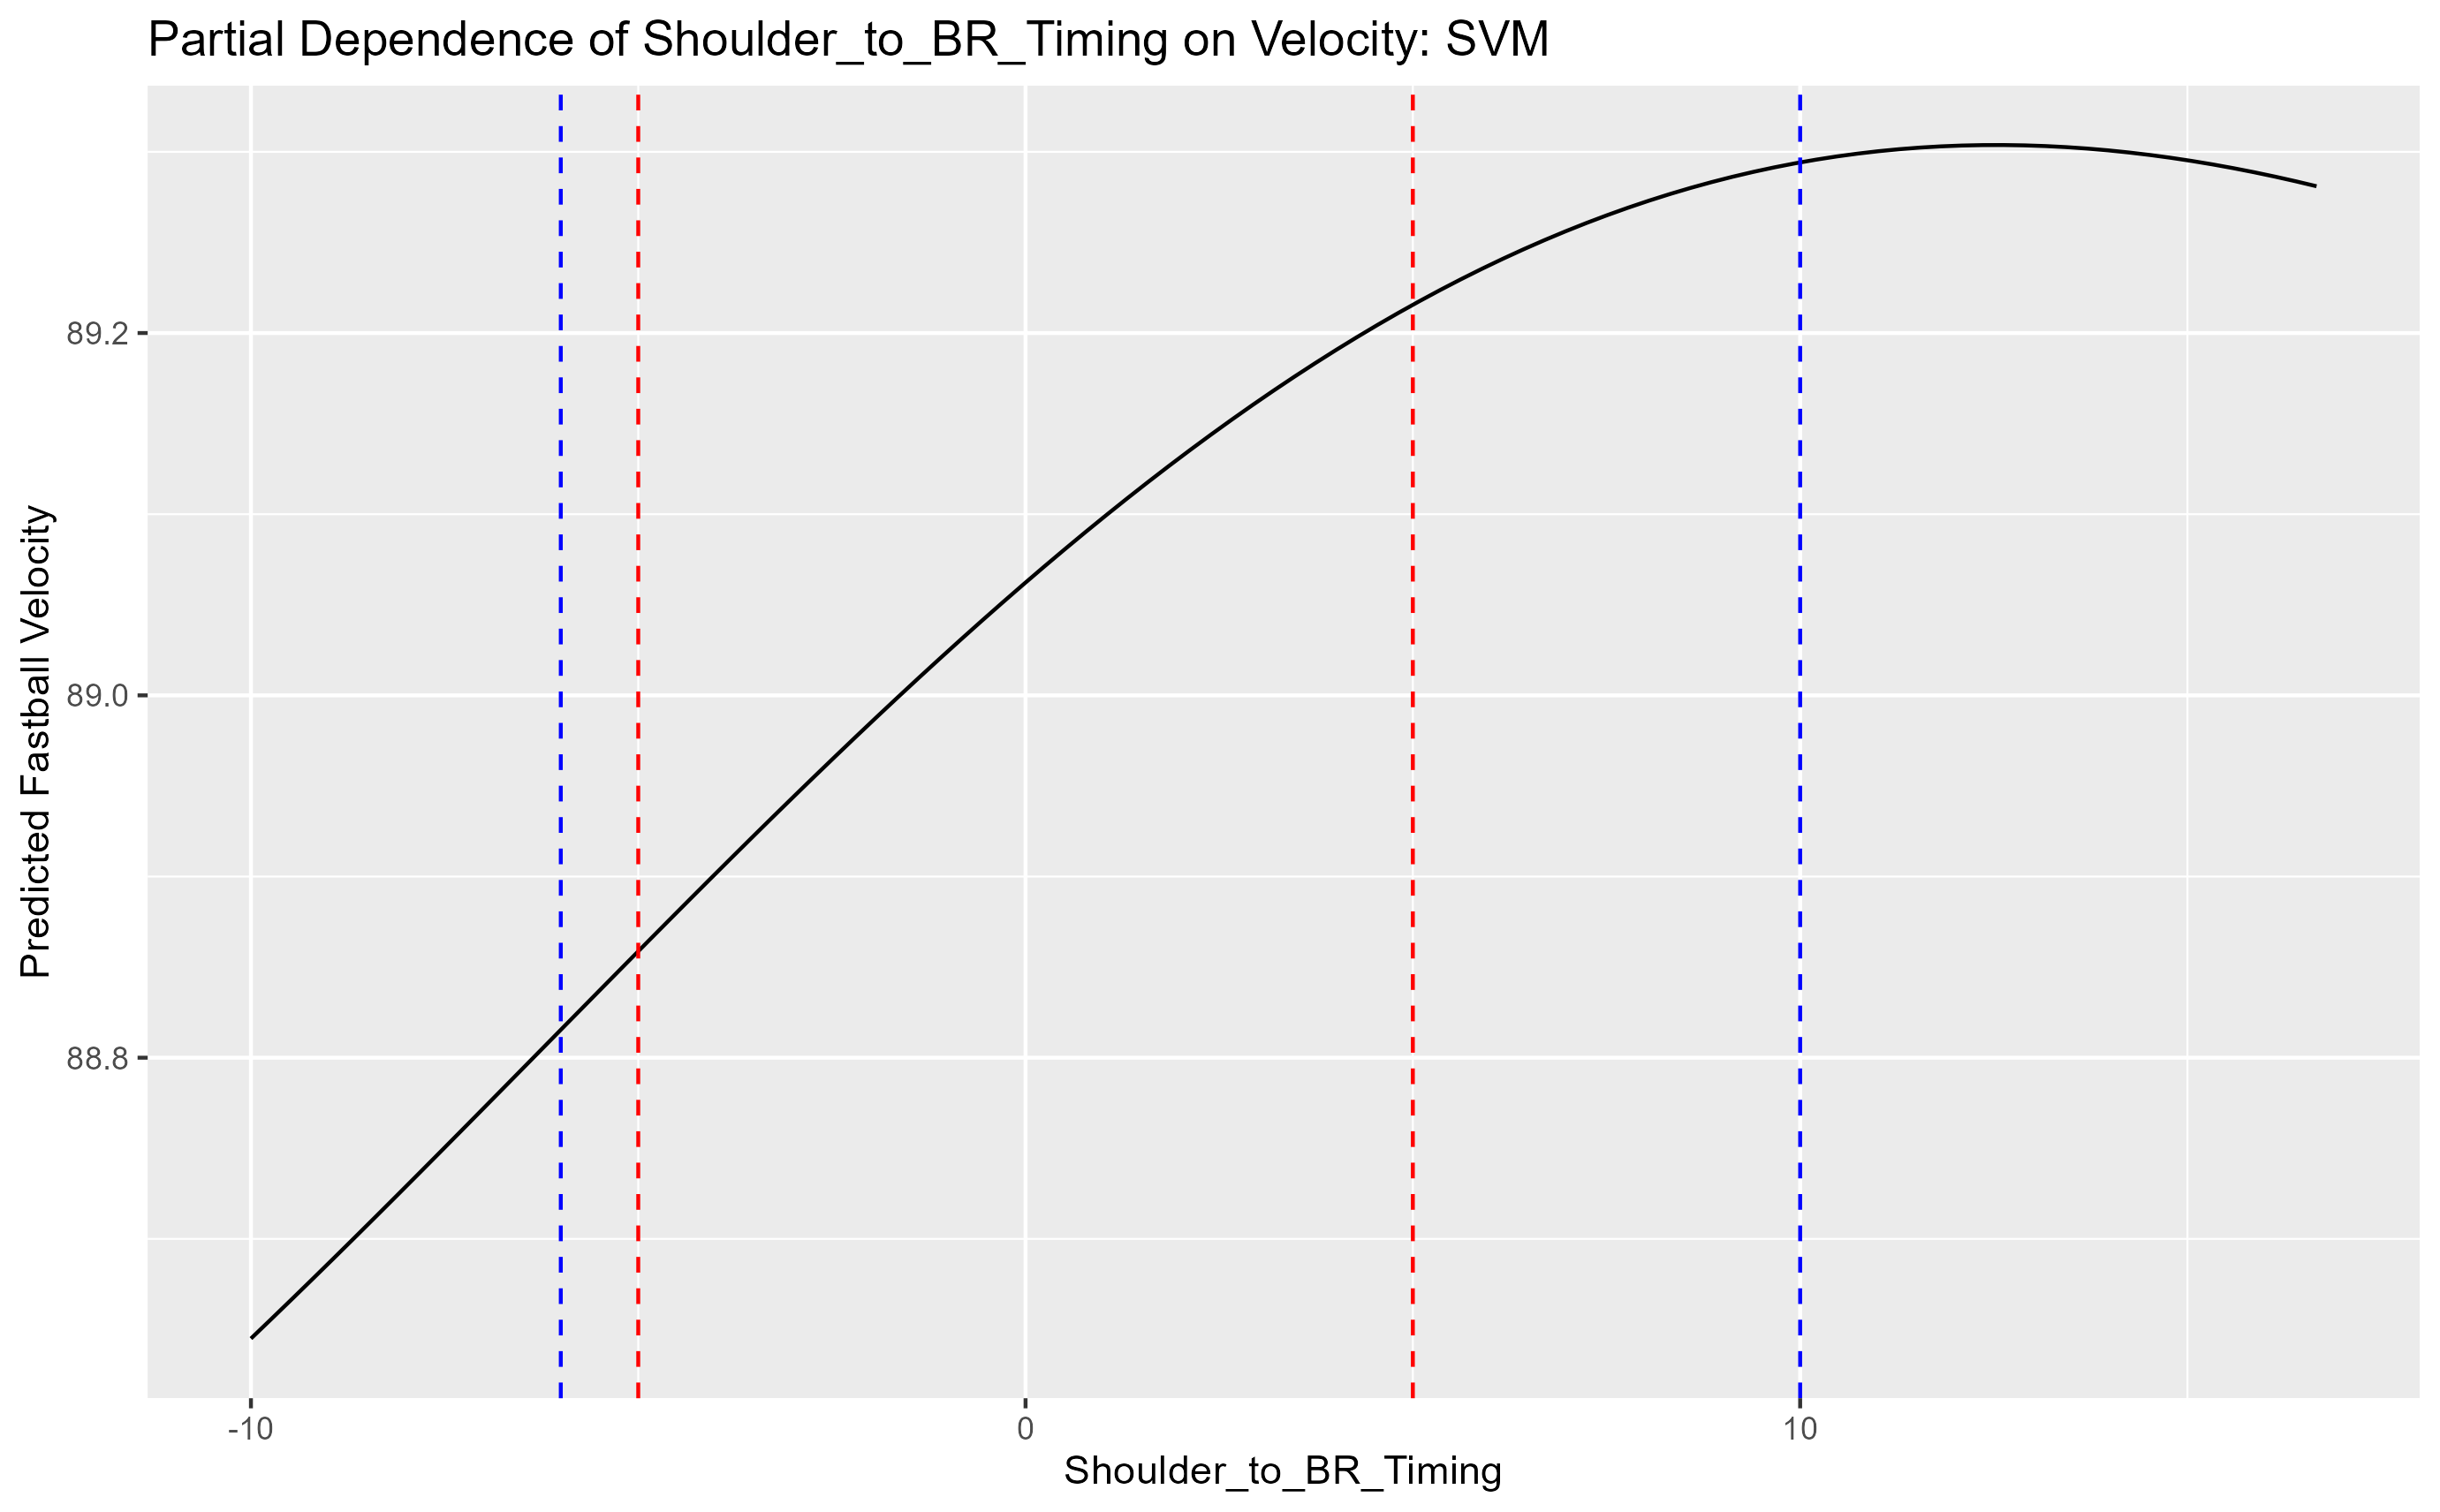 Partial Dependence of Shoulder_to_BR_Timing on Velocity: SVM
Predicted Fastball Velocity
89.2
89.0
88.8
-10
0
10
Shoulder_to_BR_Timing